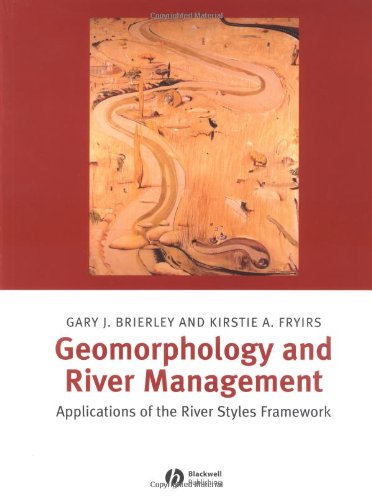 GARY J. BRIERLEY AND KIRSTIE A. FRYIRS
Geomorphology and
River Management
Applications of the River Styles Framework
Blackwell
Publishing
Copyrighted Material